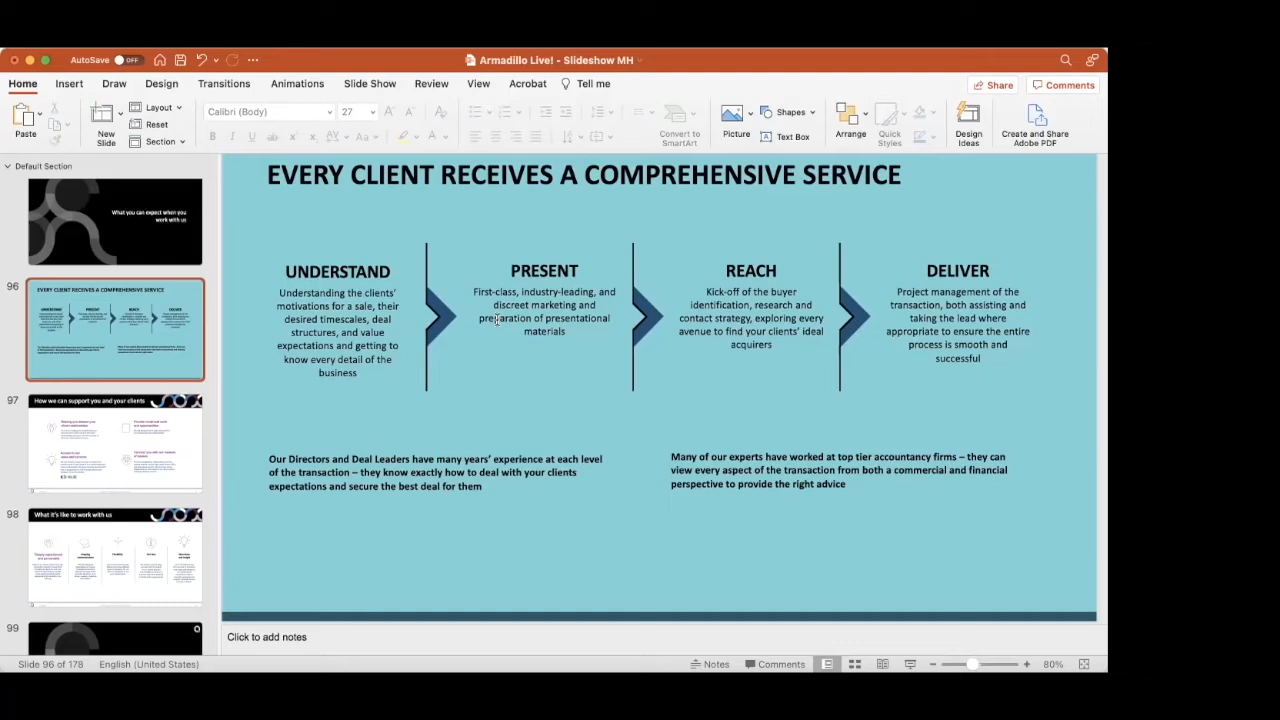 AutoSave OFF
Armadillo Live! - Slideshow MH
Home Insert Draw Design Transitions Animations Slide Show Review View Acrobat Tell me
Share Comments
Paste
New Slide
Layout
Reset
Section
Calibri (Body) 27
Convert to SmartArt
Picture
Shapes
Text Box
Arrange
Quick Styles
Design Ideas
Create and Share Adobe PDF
Default Section
What you can expect when you
work with us
96
EVERY CLIENT RECEIVES A COMPREHENSIVE SERVICE
97
How we can support you and your clients
98
What it's like to work with us
99
EVERY CLIENT RECEIVES A COMPREHENSIVE SERVICE
UNDERSTAND
Understanding the clients'
motivations for a sale, their
desired timescales, deal
structures, and value
expectations and getting to
know every detail of the
business
PRESENT
First-class, industry-leading, and
discreet marketing and
preparation of presentational
materials
REACH
Kick-off of the buyer
identification, research and
contact strategy, exploring every
avenue to find your clients' ideal
acquirers
DELIVER
Project management of the
transaction, both assisting and
taking the lead where
appropriate to ensure the entire
process is smooth and
successful
Our Directors and Deal Leaders have many years' experience at each level
of the transaction – they know exactly how to deal with your clients
expectations and secure the best deal for them
Many of our experts have worked at top tier accountancy firms – they can
view every aspect of the transaction from both a commercial and financial
perspective to provide the right advice
Click to add notes
Slide 96 of 178 English (United States)
Notes Comments 80%